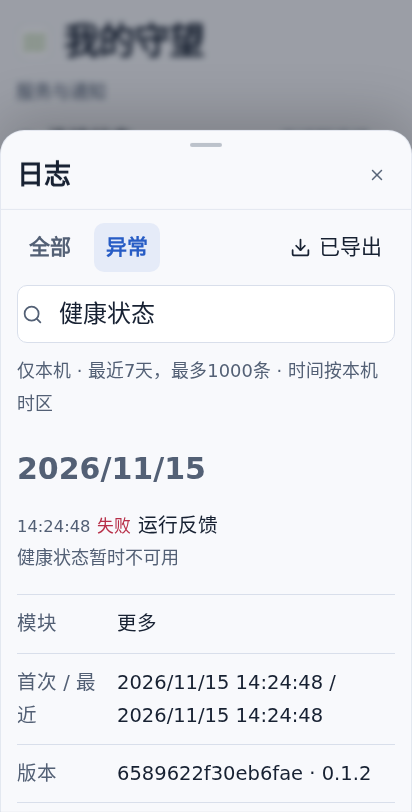 我的守望
服务与通知
日志
×
全部 异常 已导出
健康状态
仅本机 · 最近7天，最多1000条 · 时间按本机
时区
2026/11/15
14:24:48 失败 运行反馈
健康状态暂时不可用
模块 更多
首次 / 最 2026/11/15 14:24:48 /
近 2026/11/15 14:24:48
版本 6589622f30eb6fae · 0.1.2